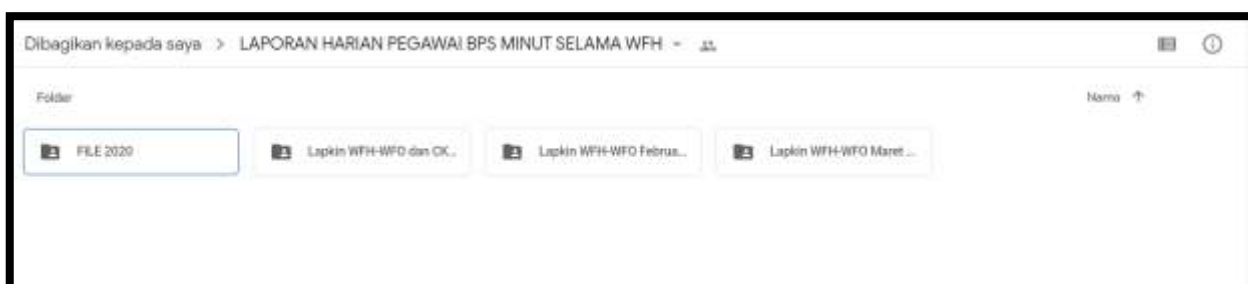 Dibagikan kepada saya > LAPORAN HARIAN PEGAWAI BPS MINUT SELAMA WFH
Folder Nama ↑
FILE 2020 Lapkin WFH-WFO dan CK... Lapkin WFH-WFO Februa... Lapkin WFH-WFO Maret ...